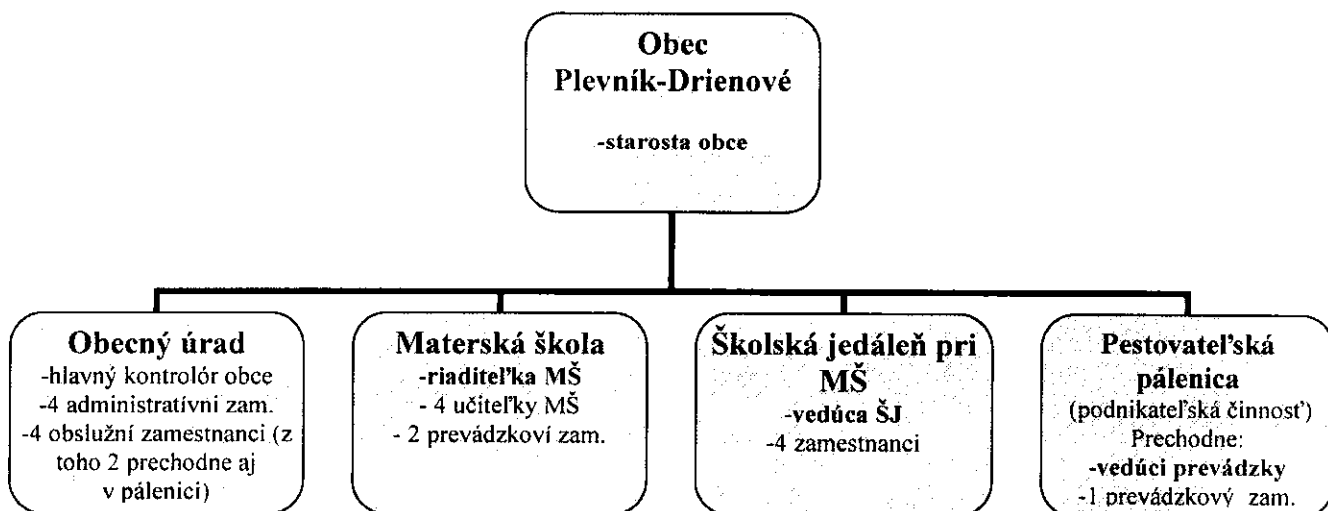 Obec
Plevník-Drienové
-starosta obce
Obecný úrad
-hlavný kontrolór obce
-4 administratívni zam.
-4 obslužní zamestnanci (z
toho 2 prechodne aj
v pálenici)
Materská škola
-riaditeľka MŠ
- 4 učiteľky MŠ
- 2 prevádzkoví zam.
Školská jedáleň pri
MŠ
-vedúca ŠJ
-4 zamestnanci
Pestovateľská
pálenica
(podnikateľská činnosť)
Prechodne:
-vedúci prevádzky
-1 prevádzkový zam.